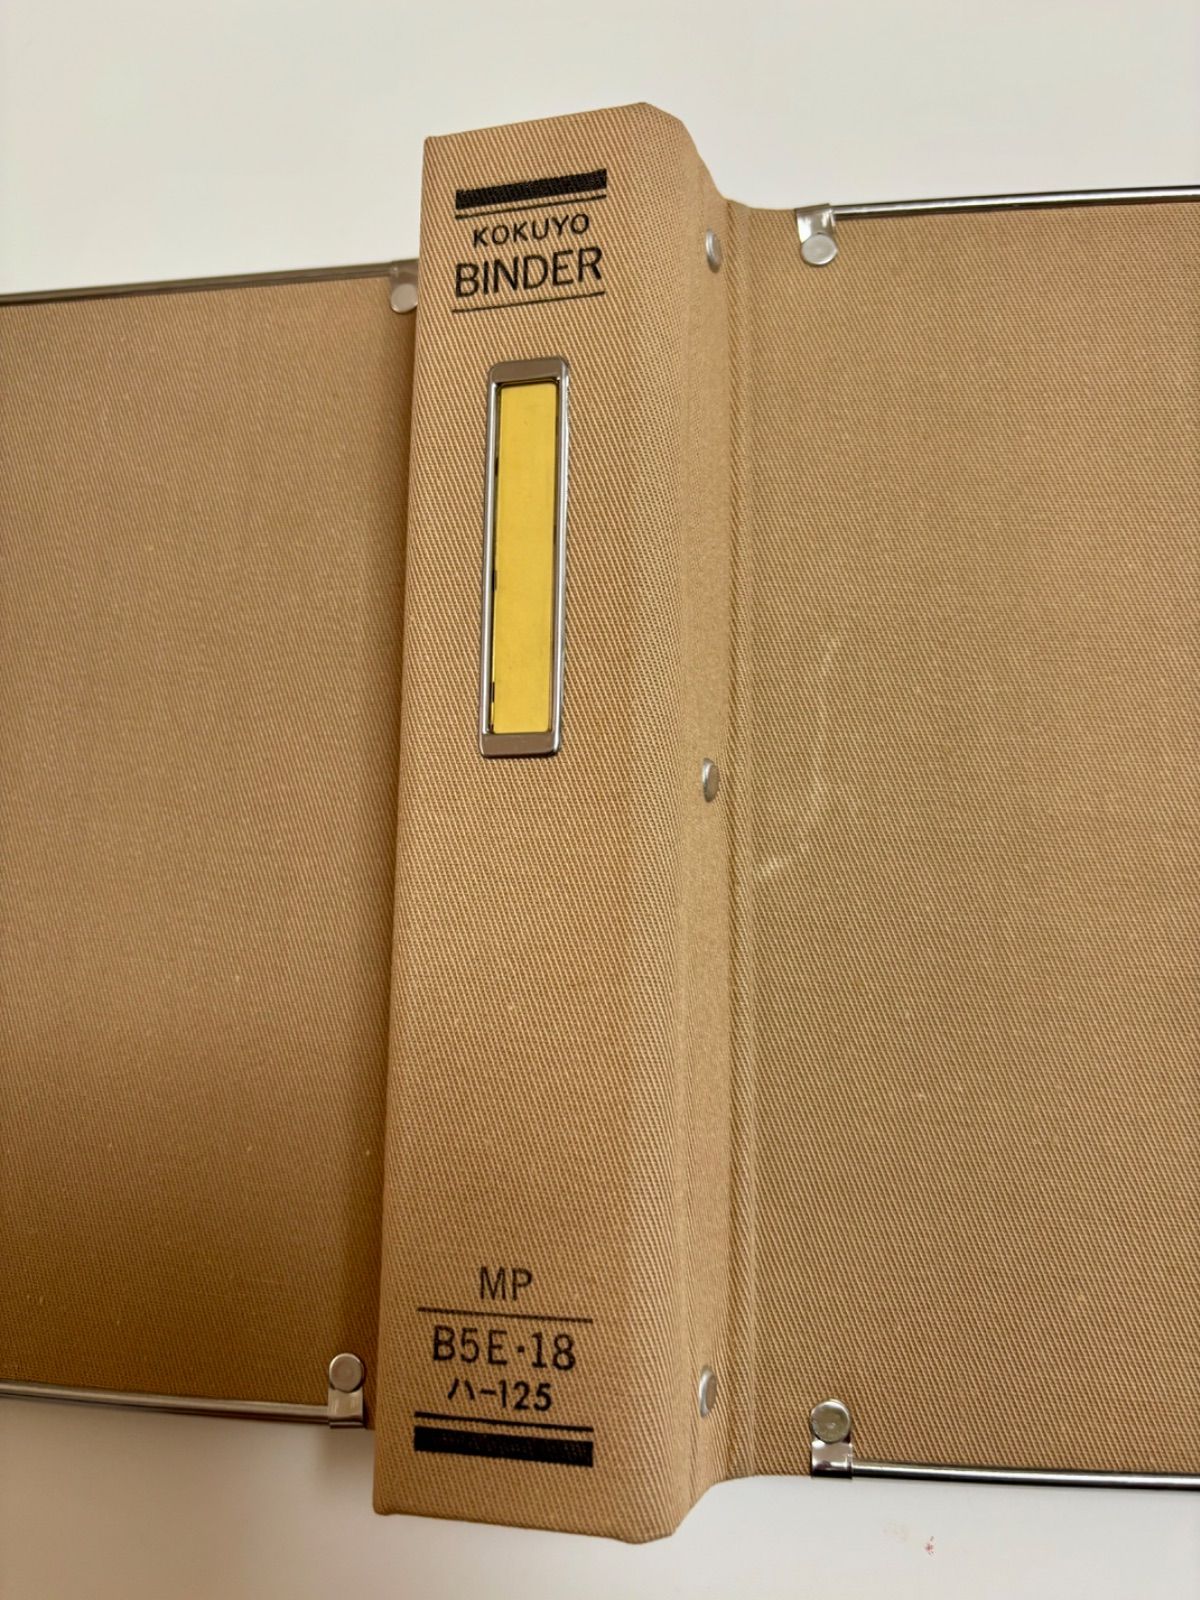 KOKUYO
BINDER
MP
B5E·18
ハ-125